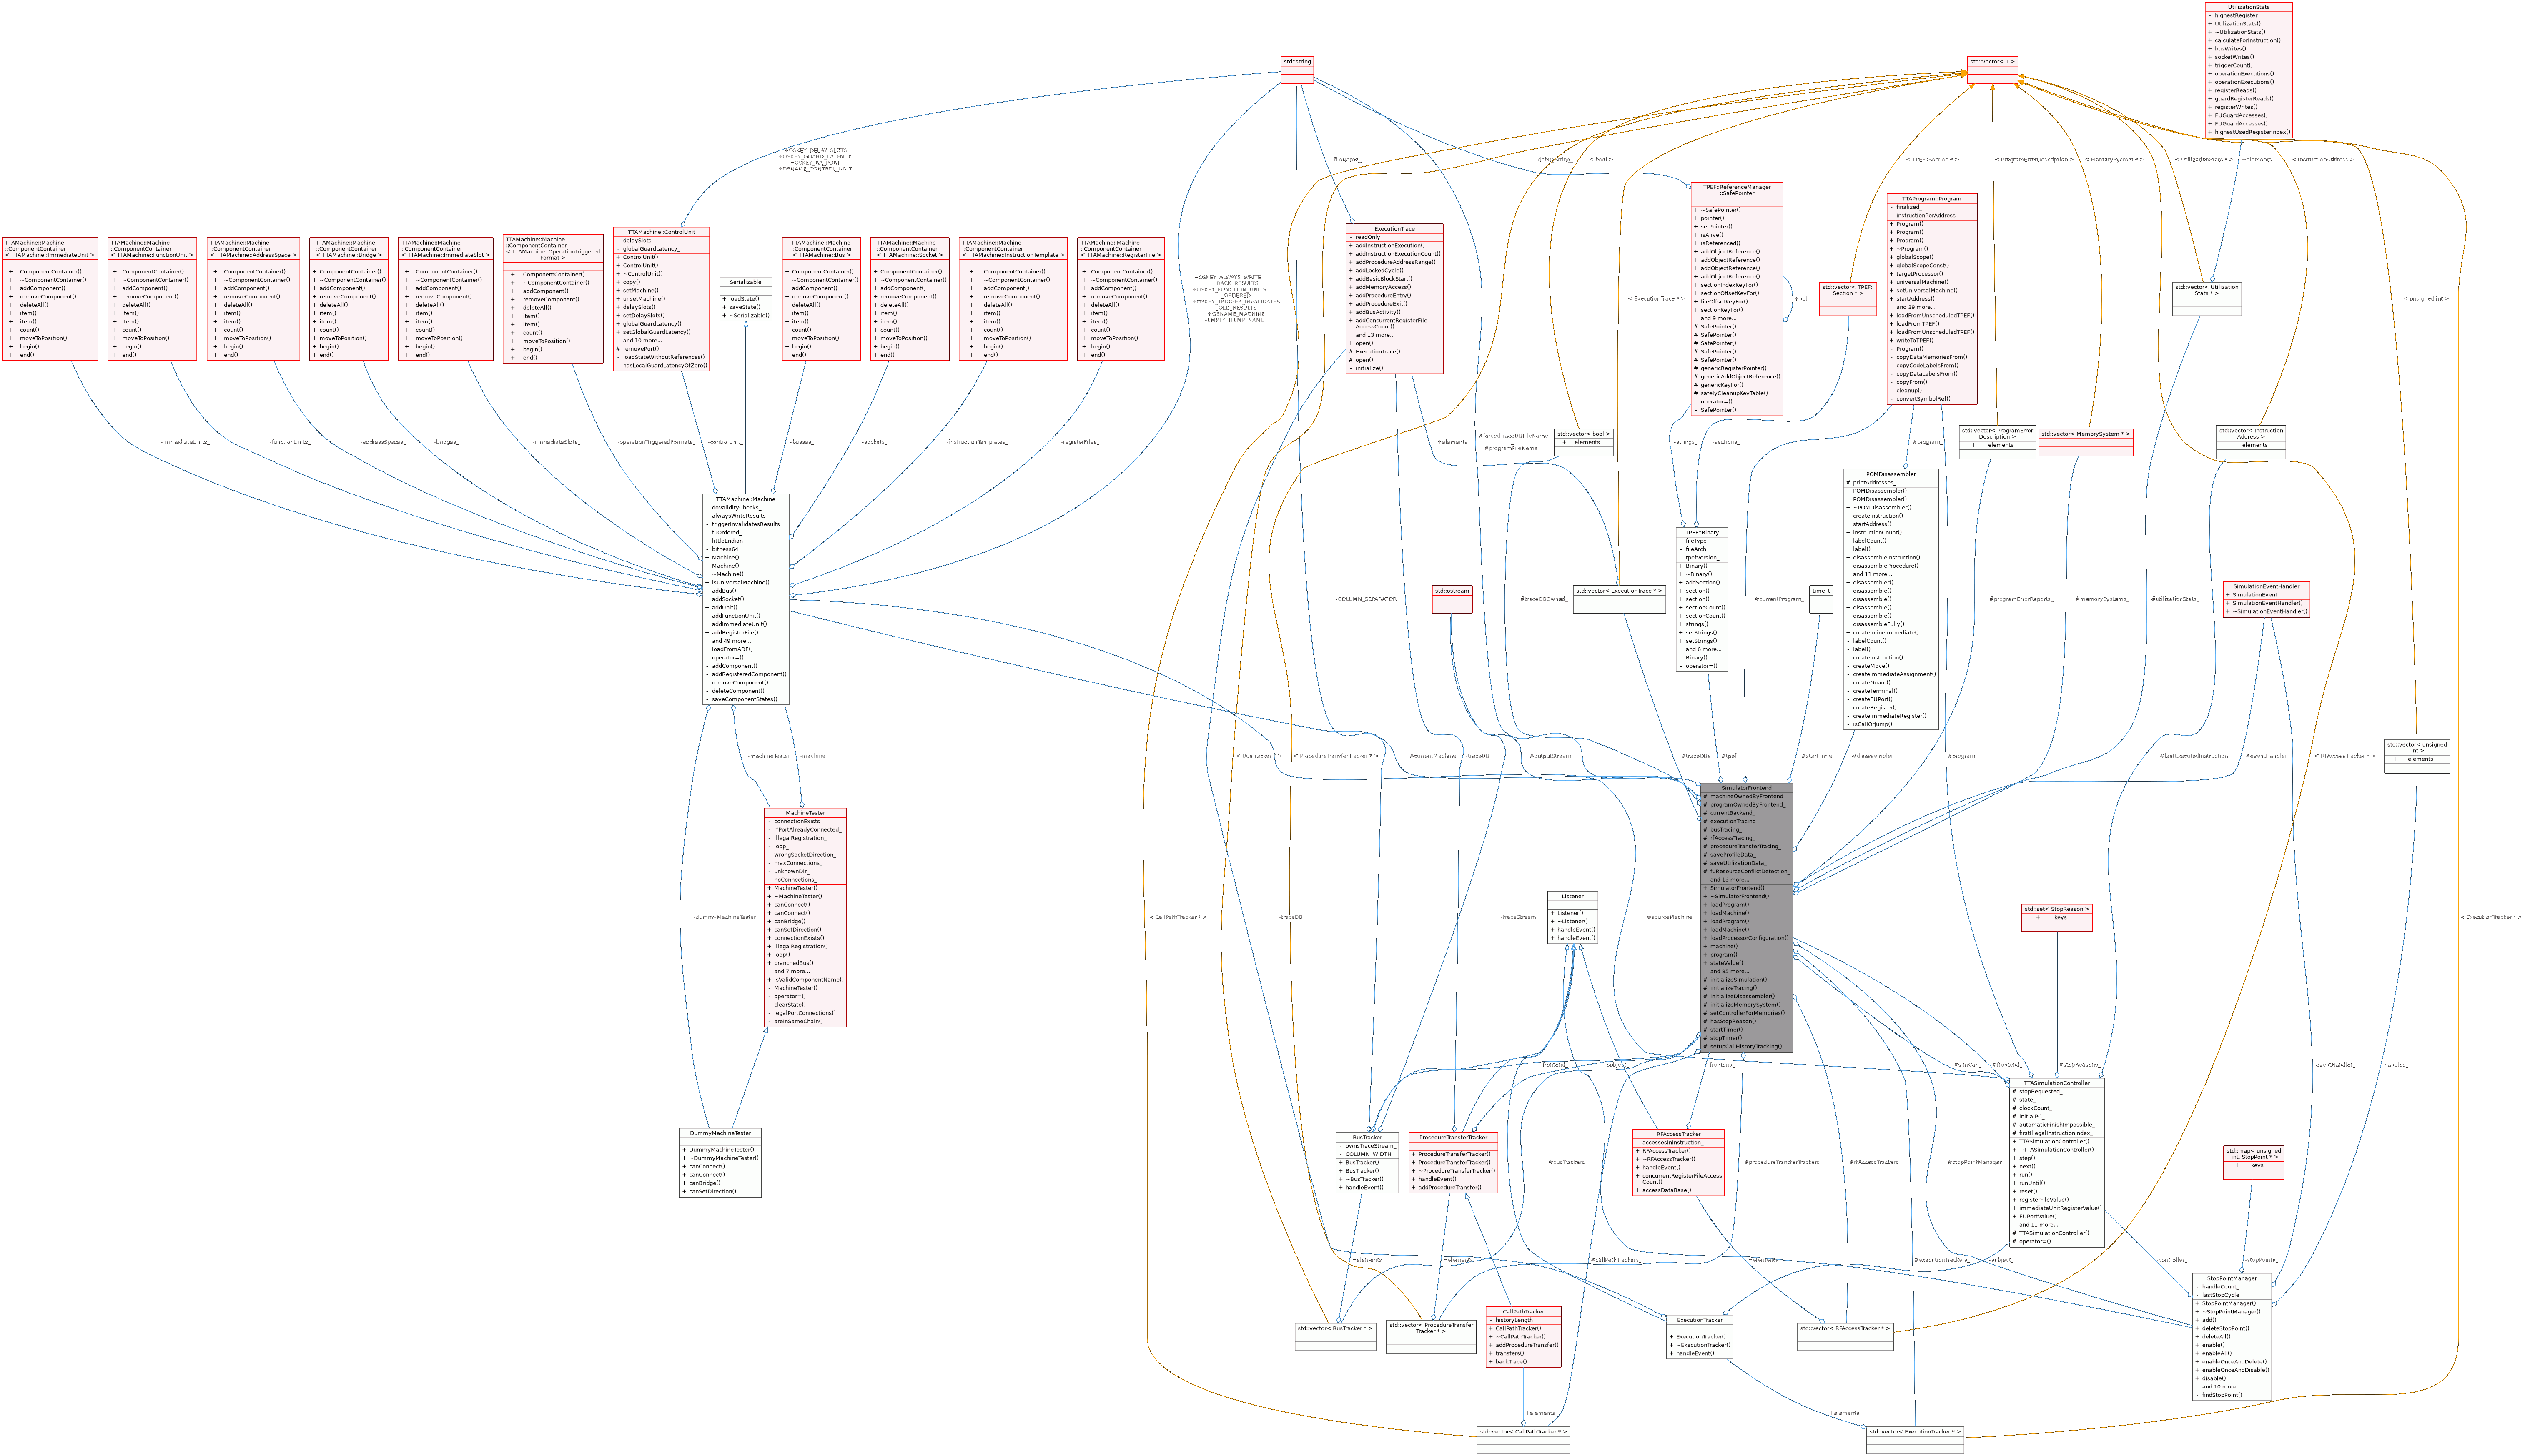 UtilizationStats
- highestRegister_
+ UtilizationStats()
+ ~UtilizationStats()
+ calculateForInstruction()
+ busWrites()
+ socketWrites()
+ triggerCount()
+ operationExecutions()
+ operationExecutions()
+ registerReads()
+ guardRegisterReads()
+ registerWrites()
+ FUGuardAccesses()
+ FUGuardAccesses()
+ highestUsedRegisterIndex()
std::string
std::vector< T >
+OSKEY_DELAY_SLOTS
+OSKEY_GUARD_LATENCY
+OSKEY_RA_PORT
+OSNAME_CONTROL_UNIT
-fileName_
-debugString_
< bool >
< TPEF::Section * >
< ProgramErrorDescription >
< MemorySystem * >
< UtilizationStats * >
+elements
< InstructionAddress >
TTAMachine::Machine
::ComponentContainer
< TTAMachine::ImmediateUnit >
+ ComponentContainer()
+ ~ComponentContainer()
+ addComponent()
+ removeComponent()
+ deleteAll()
+ item()
+ item()
+ count()
+ moveToPosition()
+ begin()
+ end()
TTAMachine::Machine
::ComponentContainer
< TTAMachine::FunctionUnit >
+ ComponentContainer()
+ ~ComponentContainer()
+ addComponent()
+ removeComponent()
+ deleteAll()
+ item()
+ item()
+ count()
+ moveToPosition()
+ begin()
+ end()
TTAMachine::Machine
::ComponentContainer
< TTAMachine::AddressSpace >
+ ComponentContainer()
+ ~ComponentContainer()
+ addComponent()
+ removeComponent()
+ deleteAll()
+ item()
+ item()
+ count()
+ moveToPosition()
+ begin()
+ end()
TTAMachine::Machine
::ComponentContainer
< TTAMachine::Bridge >
+ ComponentContainer()
+ ~ComponentContainer()
+ addComponent()
+ removeComponent()
+ deleteAll()
+ item()
+ item()
+ count()
+ moveToPosition()
+ begin()
+ end()
TTAMachine::Machine
::ComponentContainer
< TTAMachine::ImmediateSlot >
+ ComponentContainer()
+ ~ComponentContainer()
+ addComponent()
+ removeComponent()
+ deleteAll()
+ item()
+ item()
+ count()
+ moveToPosition()
+ begin()
+ end()
TTAMachine::Machine
::ComponentContainer
< TTAMachine::OperationTriggered
Format >
+ ComponentContainer()
+ ~ComponentContainer()
+ addComponent()
+ removeComponent()
+ deleteAll()
+ item()
+ item()
+ count()
+ moveToPosition()
+ begin()
+ end()
TTAMachine::ControlUnit
- delaySlots_
- globalGuardLatency_
+ ControlUnit()
+ ControlUnit()
+ ~ControlUnit()
+ copy()
+ setMachine()
+ unsetMachine()
+ delaySlots()
+ setDelaySlots()
+ globalGuardLatency()
+ setGlobalGuardLatency()
and 10 more...
# removePort()
- loadStateWithoutReferences()
- hasLocalGuardLatencyOfZero()
Serializable
+ loadState()
+ saveState()
+ ~Serializable()
TTAMachine::Machine
::ComponentContainer
< TTAMachine::Bus >
+ ComponentContainer()
+ ~ComponentContainer()
+ addComponent()
+ removeComponent()
+ deleteAll()
+ item()
+ item()
+ count()
+ moveToPosition()
+ begin()
+ end()
TTAMachine::Machine
::ComponentContainer
< TTAMachine::Socket >
+ ComponentContainer()
+ ~ComponentContainer()
+ addComponent()
+ removeComponent()
+ deleteAll()
+ item()
+ item()
+ count()
+ moveToPosition()
+ begin()
+ end()
TTAMachine::Machine
::ComponentContainer
< TTAMachine::InstructionTemplate >
+ ComponentContainer()
+ ~ComponentContainer()
+ addComponent()
+ removeComponent()
+ deleteAll()
+ item()
+ item()
+ count()
+ moveToPosition()
+ begin()
+ end()
TTAMachine::Machine
::ComponentContainer
< TTAMachine::RegisterFile >
+ ComponentContainer()
+ ~ComponentContainer()
+ addComponent()
+ removeComponent()
+ deleteAll()
+ item()
+ item()
+ count()
+ moveToPosition()
+ begin()
+ end()
+OSKEY_ALWAYS_WRITE
_BACK_RESULTS
+OSKEY_FUNCTION_UNITS
_ORDERED
+OSKEY_TRIGGER_INVALIDATES
_OLD_RESULTS
+OSNAME_MACHINE
-EMPTY_ITEMP_NAME_
ExecutionTrace
- readOnly_
+ addInstructionExecution()
+ addInstructionExecutionCount()
+ addProcedureAddressRange()
+ addLockedCycle()
+ addBasicBlockStart()
+ addMemoryAccess()
+ addProcedureEntry()
+ addProcedureExit()
+ addBusActivity()
+ addConcurrentRegisterFile
AccessCount()
and 13 more...
+ open()
# ExecutionTrace()
# open()
- initialize()
< ExecutionTrace * >
TPEF::ReferenceManager
::SafePointer
+ ~SafePointer()
+ pointer()
+ setPointer()
+ isAlive()
+ isReferenced()
+ addObjectReference()
+ addObjectReference()
+ addObjectReference()
+ addObjectReference()
+ sectionIndexKeyFor()
+ sectionOffsetKeyFor()
+ fileOffsetKeyFor()
+ sectionKeyFor()
and 9 more...
# SafePointer()
# SafePointer()
# SafePointer()
# SafePointer()
# SafePointer()
# genericRegisterPointer()
# genericAddObjectReference()
# genericKeyFor()
# safelyCleanupKeyTable()
- operator=()
- SafePointer()
+null
std::vector< TPEF::
Section * >
TTAProgram::Program
- finalized_
- instructionPerAddress_
+ Program()
+ Program()
+ Program()
+ ~Program()
+ globalScope()
+ globalScopeConst()
+ targetProcessor()
+ universalMachine()
+ setUniversalMachine()
+ startAddress()
and 39 more...
+ loadFromUnscheduledTPEF()
+ loadFromTPEF()
+ loadFromUnscheduledTPEF()
+ writeToTPEF()
- Program()
- copyDataMemoriesFrom()
- copyCodeLabelsFrom()
- copyDataLabelsFrom()
- copyFrom()
- cleanup()
- convertSymbolRef()
std::vector< Utilization
Stats * >
< unsigned int >
-immediateUnits_
-functionUnits_
-addressSpaces_
-bridges_
-immediateSlots_
-operationTriggeredFormats_
-controlUnit_
-busses_
-sockets_
-instructionTemplates_
-registerFiles_
+elements
#forcedTraceDBFileName_
#programFileName_
std::vector< bool >
+ elements
-strings_
-sections_
#program_
std::vector< ProgramError
Description >
+ elements
std::vector< MemorySystem * >
std::vector< Instruction
Address >
+ elements
TTAMachine::Machine
- doValidityChecks_
- alwaysWriteResults_
- triggerInvalidatesResults_
- fuOrdered_
- littleEndian_
- bitness64_
+ Machine()
+ Machine()
+ ~Machine()
+ isUniversalMachine()
+ addBus()
+ addSocket()
+ addUnit()
+ addFunctionUnit()
+ addImmediateUnit()
+ addRegisterFile()
and 49 more...
+ loadFromADF()
- operator=()
- addComponent()
- addRegisteredComponent()
- removeComponent()
- deleteComponent()
- saveComponentStates()
-COLUMN_SEPARATOR
std::ostream
#traceDBOwned_
std::vector< ExecutionTrace * >
TPEF::Binary
- fileType_
- fileArch_
- tpefVersion_
+ Binary()
+ ~Binary()
+ addSection()
+ section()
+ section()
+ sectionCount()
+ sectionCount()
+ strings()
+ setStrings()
+ setStrings()
and 6 more...
- Binary()
- operator=()
#currentProgram_
time_t
POMDisassembler
# printAddresses_
+ POMDisassembler()
+ POMDisassembler()
+ ~POMDisassembler()
+ createInstruction()
+ startAddress()
+ instructionCount()
+ labelCount()
+ label()
+ disassembleInstruction()
+ disassembleProcedure()
and 11 more...
+ disassembler()
+ disassemble()
+ disassemble()
+ disassemble()
+ disassemble()
+ disassembleFully()
+ createInlineImmediate()
- labelCount()
- label()
- createInstruction()
- createMove()
- createImmediateAssignment()
- createGuard()
- createTerminal()
- createFUPort()
- createRegister()
- createImmediateRegister()
- isCallOrJump()
#programErrorReports_
#memorySystems_
#utilizationStats_
SimulationEventHandler
+ SimulationEvent
+ SimulationEventHandler()
+ ~SimulationEventHandler()
-machineTester_
-machine_
< BusTracker * >
< ProcedureTransferTracker * >
#currentMachine_
-traceDB_
#outputStream_
#traceDBs_
#tpef_
#startTime_
#disassembler_
#program_
#lastExecutedInstruction_
#eventHandler_
< RFAccessTracker * >
std::vector< unsigned
int >
+ elements
MachineTester
- connectionExists_
- rfPortAlreadyConnected_
- illegalRegistration_
- loop_
- wrongSocketDirection_
- maxConnections_
- unknownDir_
- noConnections_
+ MachineTester()
+ ~MachineTester()
+ canConnect()
+ canConnect()
+ canBridge()
+ canSetDirection()
+ connectionExists()
+ illegalRegistration()
+ loop()
+ branchedBus()
and 7 more...
+ isValidComponentName()
- MachineTester()
- operator=()
- clearState()
- legalPortConnections()
- areInSameChain()
SimulatorFrontend
# machineOwnedByFrontend_
# programOwnedByFrontend_
# currentBackend_
# executionTracing_
# busTracing_
# rfAccessTracing_
# procedureTransferTracing_
# saveProfileData_
# saveUtilizationData_
# fuResourceConflictDetection_
and 13 more...
+ SimulatorFrontend()
+ ~SimulatorFrontend()
+ loadProgram()
+ loadMachine()
+ loadProgram()
+ loadMachine()
+ loadProcessorConfiguration()
+ machine()
+ program()
+ stateValue()
and 85 more...
# initializeSimulation()
# initializeTracing()
# initializeDisassembler()
# initializeMemorySystem()
# setControllerForMemories()
# hasStopReason()
# startTimer()
# stopTimer()
# setupCallHistoryTracking()
-dummyMachineTester_
< CallPathTracker * >
-traceDB_
-traceStream_
Listener
+ Listener()
+ ~Listener()
+ handleEvent()
+ handleEvent()
#sourceMachine_
std::set< StopReason >
+ keys
< ExecutionTracker * >
-frontend_
-subject_
-frontend_
#simCon_
#frontend_
#stopReasons_
-eventHandler_
-handles_
DummyMachineTester
+ DummyMachineTester()
+ ~DummyMachineTester()
+ canConnect()
+ canConnect()
+ canBridge()
+ canSetDirection()
BusTracker
- ownsTraceStream_
- COLUMN_WIDTH
+ BusTracker()
+ BusTracker()
+ ~BusTracker()
+ handleEvent()
ProcedureTransferTracker
+ ProcedureTransferTracker()
+ ProcedureTransferTracker()
+ ~ProcedureTransferTracker()
+ handleEvent()
+ addProcedureTransfer()
#busTrackers_
RFAccessTracker
- accessesInInstruction_
+ RFAccessTracker()
+ ~RFAccessTracker()
+ handleEvent()
+ concurrentRegisterFileAccess
Count()
+ accessDataBase()
#procedureTransferTrackers_
#rfAccessTrackers_
#stopPointManager_
TTASimulationController
# stopRequested_
# state_
# clockCount_
# initialPC_
# automaticFinishImpossible_
# firstIllegalInstructionIndex_
+ TTASimulationController()
+ ~TTASimulationController()
+ step()
+ next()
+ run()
+ runUntil()
+ reset()
+ registerFileValue()
+ immediateUnitRegisterValue()
+ FUPortValue()
and 11 more...
# TTASimulationController()
# operator=()
std::map< unsigned
int, StopPoint * >
+ keys
+elements
+elements
#callPathTrackers_
+elements
#executionTrackers_
-subject_
-controller_
-stopPoints_
std::vector< BusTracker * >
std::vector< ProcedureTransfer
Tracker * >
CallPathTracker
- historyLength_
+ CallPathTracker()
+ ~CallPathTracker()
+ addProcedureTransfer()
+ transfers()
+ backTrace()
ExecutionTracker
+ ExecutionTracker()
+ ~ExecutionTracker()
+ handleEvent()
std::vector< RFAccessTracker * >
StopPointManager
- handleCount_
- lastStopCycle_
+ StopPointManager()
+ ~StopPointManager()
+ add()
+ deleteStopPoint()
+ deleteAll()
+ enable()
+ enableAll()
+ enableOnceAndDelete()
+ enableOnceAndDisable()
+ disable()
and 10 more...
- findStopPoint()
+elements
+elements
std::vector< CallPathTracker * >
std::vector< ExecutionTracker * >